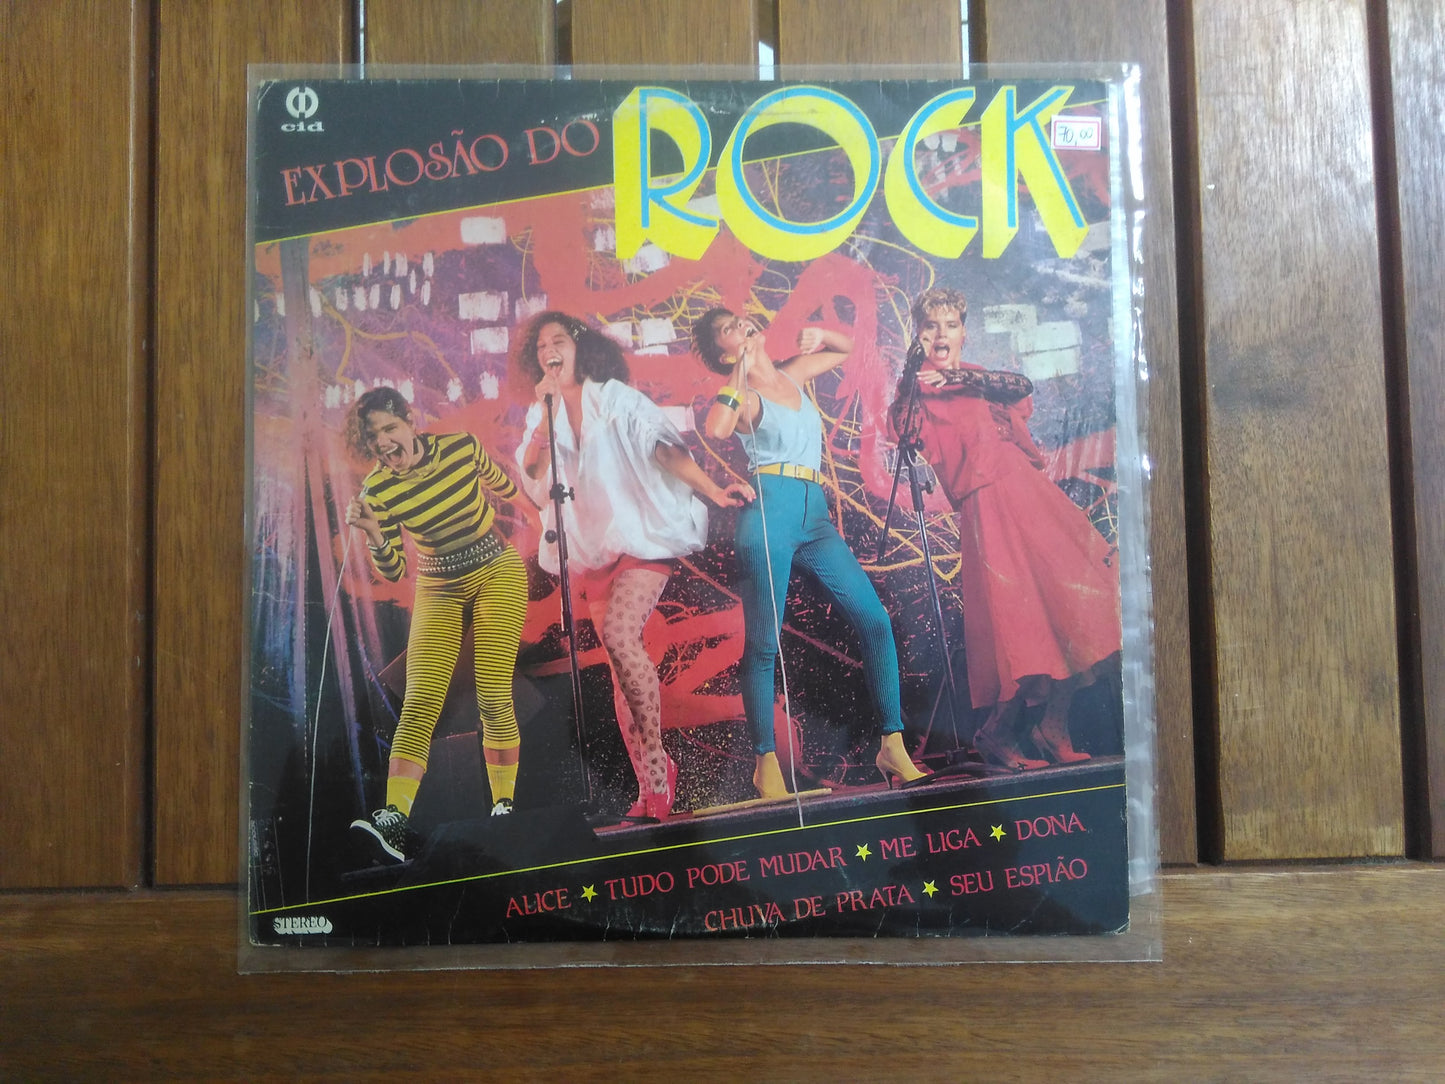 cid
EXPLOSÃO DO ROCK
70,00
ALICE ★ TUDO PODE MUDAR ★ ME LIGA ★ DONA
CHUVA DE PRATA ★ SEU ESPIÃO
STEREO